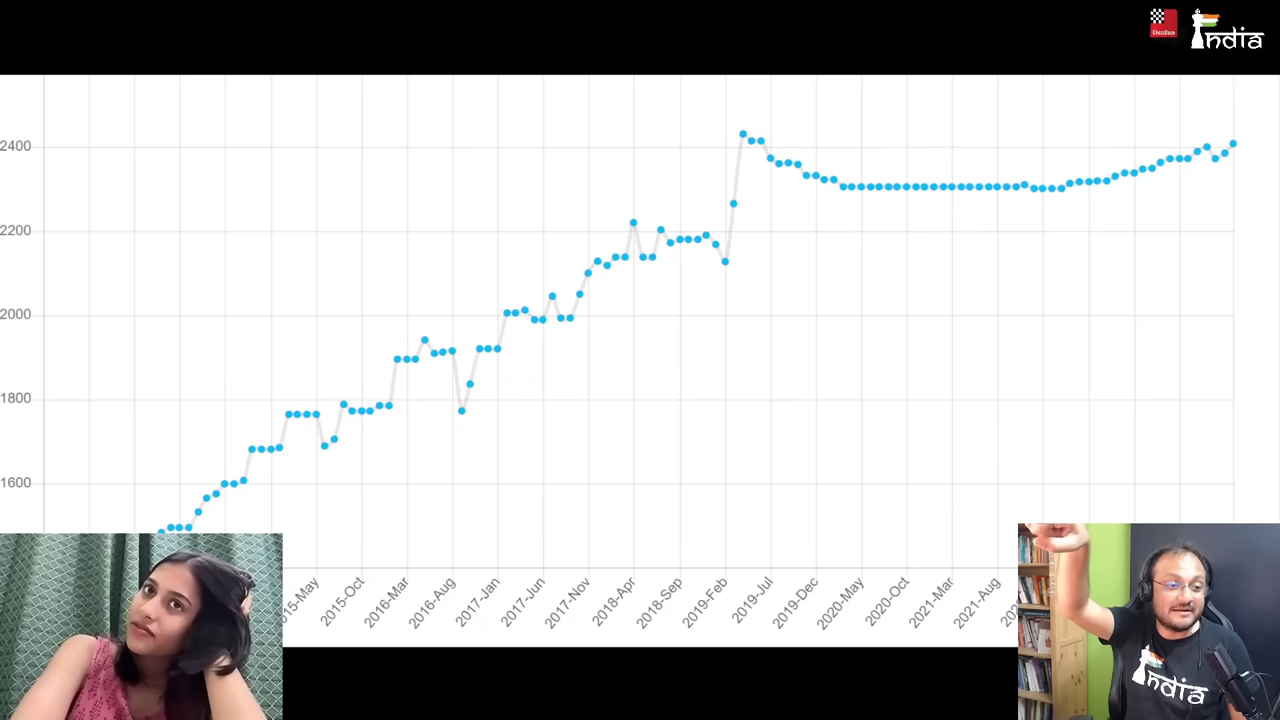 ChessBase
India
2400
2200
2000
1800
1600
2015-Oct
2016-Mar
2016-Aug
2017-Jan
2017-Jun
2017-Nov
2018-Apr
2018-Sep
2019-Feb
2019-Jul
2019-Dec
2020-May
2020-Oct
2021-Mar
2021-Aug
India